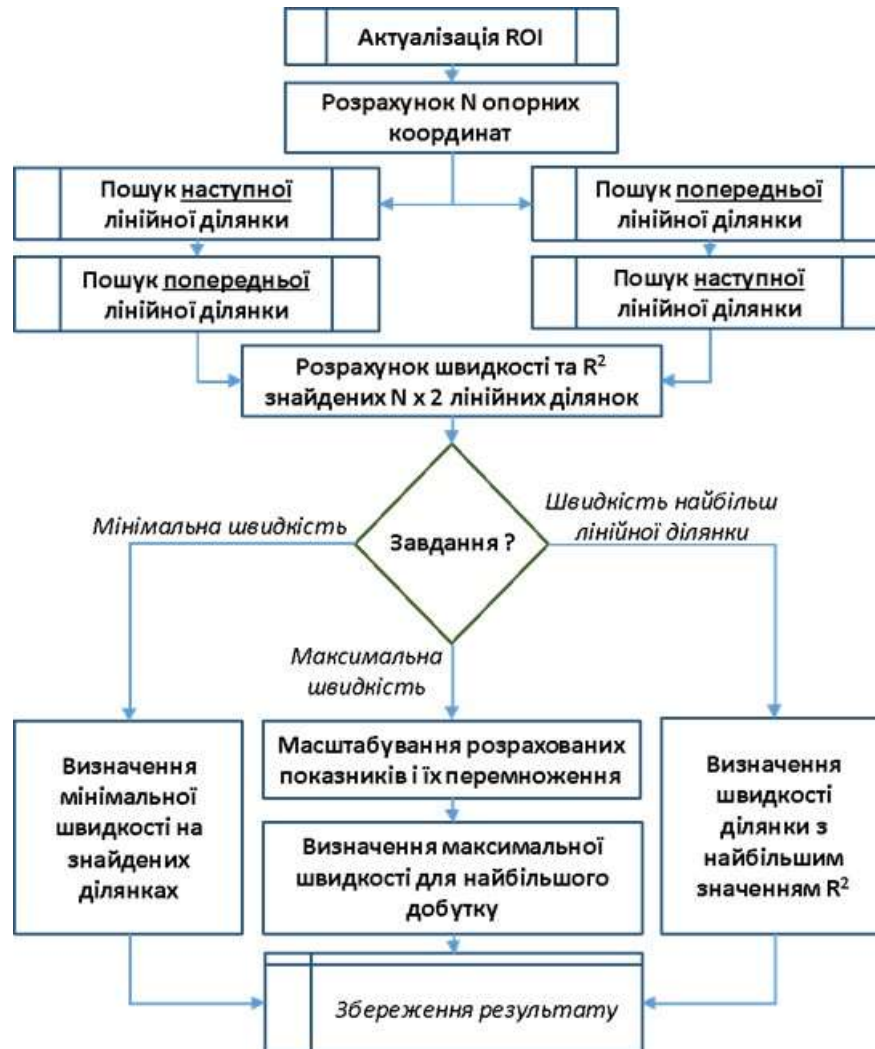 Актуалізація ROI
Розрахунок N опорних
координат
Пошук наступної
лінійної ділянки
Пошук попередньої
лінійної ділянки
Пошук попередньої
лінійної ділянки
Пошук наступної
лінійної ділянки
Розрахунок швидкості та R²
знайдених N x 2 лінійних ділянок
Завдання ?
Мінімальна швидкість
Швидкість найбільш
лінійної ділянки
Максимальна
швидкість
Визначення
мінімальної
швидкості на
знайдених
ділянках
Масштабування розрахованих
показників і їх перемноження
Визначення максимальної
швидкості для найбільшого
добутку
Визначення
швидкості
ділянки з
найбільшим
значенням R²
Збереження результату